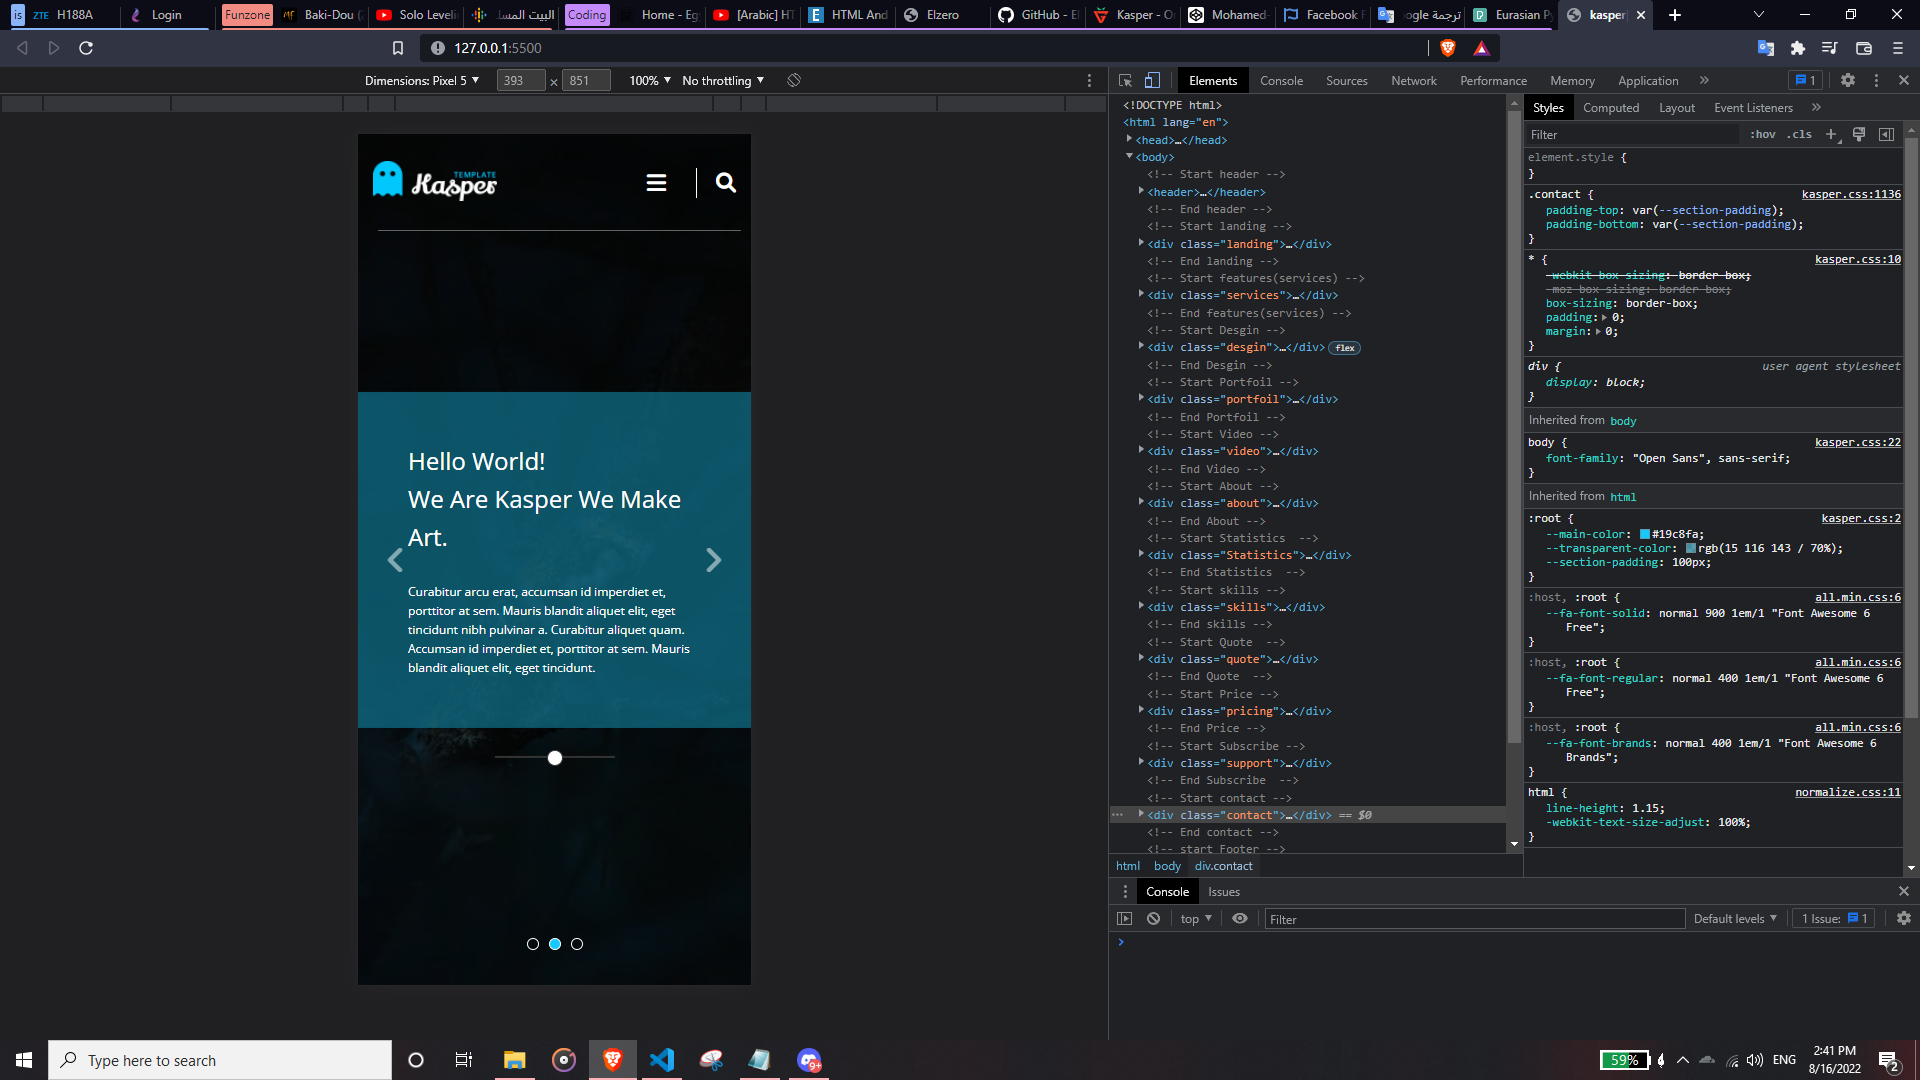 is
ZTE H188A
Login
Funzone
Baki-Dou (
Solo Leveli
البيت المسل
Coding
Home - Eg
[Arabic] HT
HTML And
Elzero
GitHub - El
Kasper - O
Mohamed-
Facebook F
ترجمة oogle
Eurasian P
kasper
127.0.0.1:5500
Dimensions: Pixel 5
393 × 851
100%
No throttling
TEMPLATE
Kasper
Hello World!
We Are Kasper We Make
Art.
Curabitur arcu erat, accumsan id imperdiet et,
porttitor at sem. Mauris blandit aliquet elit, eget
tincidunt nibh pulvinar a. Curabitur aliquet quam.
Accumsan id imperdiet et, porttitor at sem. Mauris
blandit aliquet elit, eget tincidunt.
Elements Console Sources Network Performance Memory Application » 1
<!DOCTYPE html>
<html lang="en">
<head>…</head>
<body>
<!-- Start header -->
<header>…</header>
<!-- End header -->
<!-- Start landing -->
<div class="landing">…</div>
<!-- End landing -->
<!-- Start features(services) -->
<div class="services">…</div>
<!-- End features(services) -->
<!-- Start Desgin -->
<div class="desgin">…</div> flex
<!-- End Desgin -->
<!-- Start Portfoil -->
<div class="portfoil">…</div>
<!-- End Portfoil -->
<!-- Start Video -->
<div class="video">…</div>
<!-- End Video -->
<!-- Start About -->
<div class="about">…</div>
<!-- End About -->
<!-- Start Statistics  -->
<div class="Statistics">…</div>
<!-- End Statistics  -->
<!-- Start skills -->
<div class="skills">…</div>
<!-- End skills -->
<!-- Start Quote  -->
<div class="quote">…</div>
<!-- End Quote  -->
<!-- Start Price -->
<div class="pricing">…</div>
<!-- End Price -->
<!-- Start Subscribe -->
<div class="support">…</div>
<!-- End Subscribe  -->
<!-- Start contact -->
<div class="contact">…</div> == $0
<!-- End contact -->
<!-- start Footer -->
html body div.contact
Styles Computed Layout Event Listeners »
Filter :hov .cls +
element.style {
}
.contact { kasper.css:1136
padding-top: var(--section-padding);
padding-bottom: var(--section-padding);
}
* { kasper.css:10
-webkit-box-sizing: border-box;
-moz-box-sizing: border-box;
box-sizing: border-box;
padding: 0;
margin: 0;
}
div { user agent stylesheet
display: block;
}
Inherited from body
body { kasper.css:22
font-family: "Open Sans", sans-serif;
}
Inherited from html
:root { kasper.css:2
--main-color: #19c8fa;
--transparent-color: rgb(15 116 143 / 70%);
--section-padding: 100px;
}
:host, :root { all.min.css:6
--fa-font-solid: normal 900 1em/1 "Font Awesome 6
Free";
}
:host, :root { all.min.css:6
--fa-font-regular: normal 400 1em/1 "Font Awesome 6
Free";
}
:host, :root { all.min.css:6
--fa-font-brands: normal 400 1em/1 "Font Awesome 6
Brands";
}
html { normalize.css:11
line-height: 1.15;
-webkit-text-size-adjust: 100%;
}
Console Issues
top
Filter
Default levels
1 Issue: 1
Type here to search
9+
59%
ENG
2:41 PM
8/16/2022
2